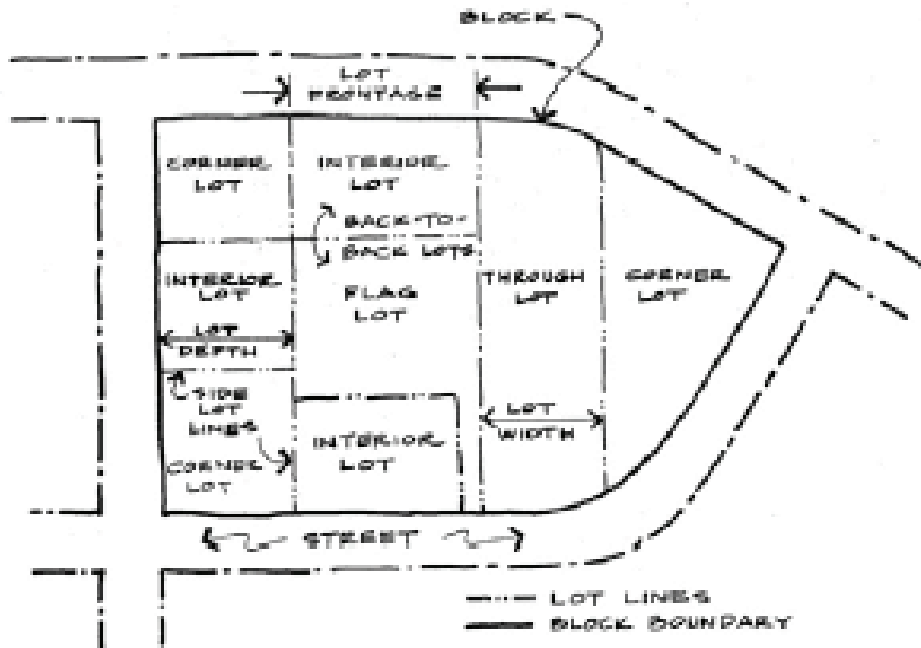 BLOCK
LOT
FRONTAGE
CORNER
LOT
INTERIOR
LOT
BACK-TO-
BACK LOTS
INTERIOR
LOT
FLAG
LOT
THROUGH
LOT
CORNER
LOT
LOT
DEPTH
SIDE
LOT
LINES
LOT
WIDTH
CORNER
LOT
INTERIOR
LOT
STREET
LOT LINES
BLOCK BOUNDARY